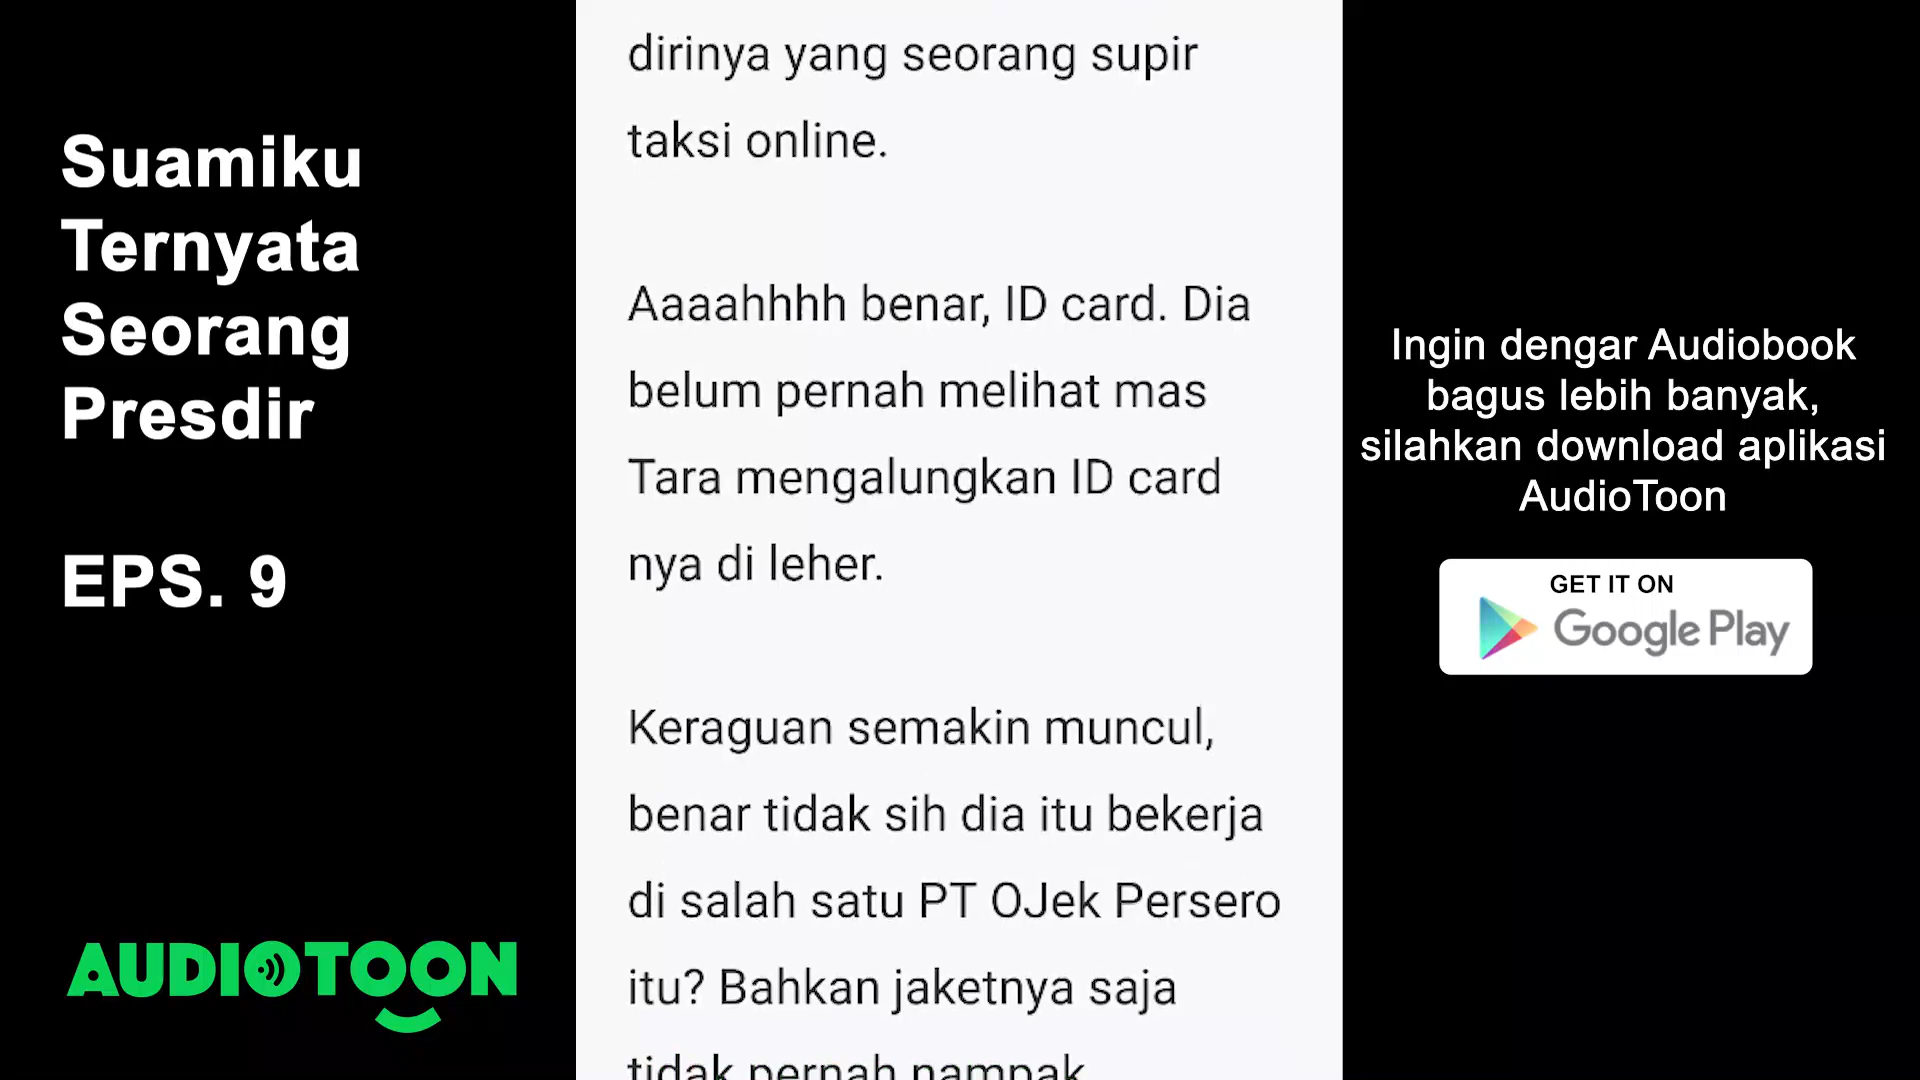 Suamiku
Ternyata
Seorang
Presdir
EPS. 9
AUDIOTOON
dirinya yang seorang supir
taksi online.
Aaaahhhh benar, ID card. Dia
belum pernah melihat mas
Tara mengalungkan ID card
nya di leher.
Keraguan semakin muncul,
benar tidak sih dia itu bekerja
di salah satu PT OJek Persero
itu? Bahkan jaketnya saja
tidak pernah nampak
Ingin dengar Audiobook
bagus lebih banyak,
silahkan download aplikasi
AudioToon
GET IT ON
Google Play